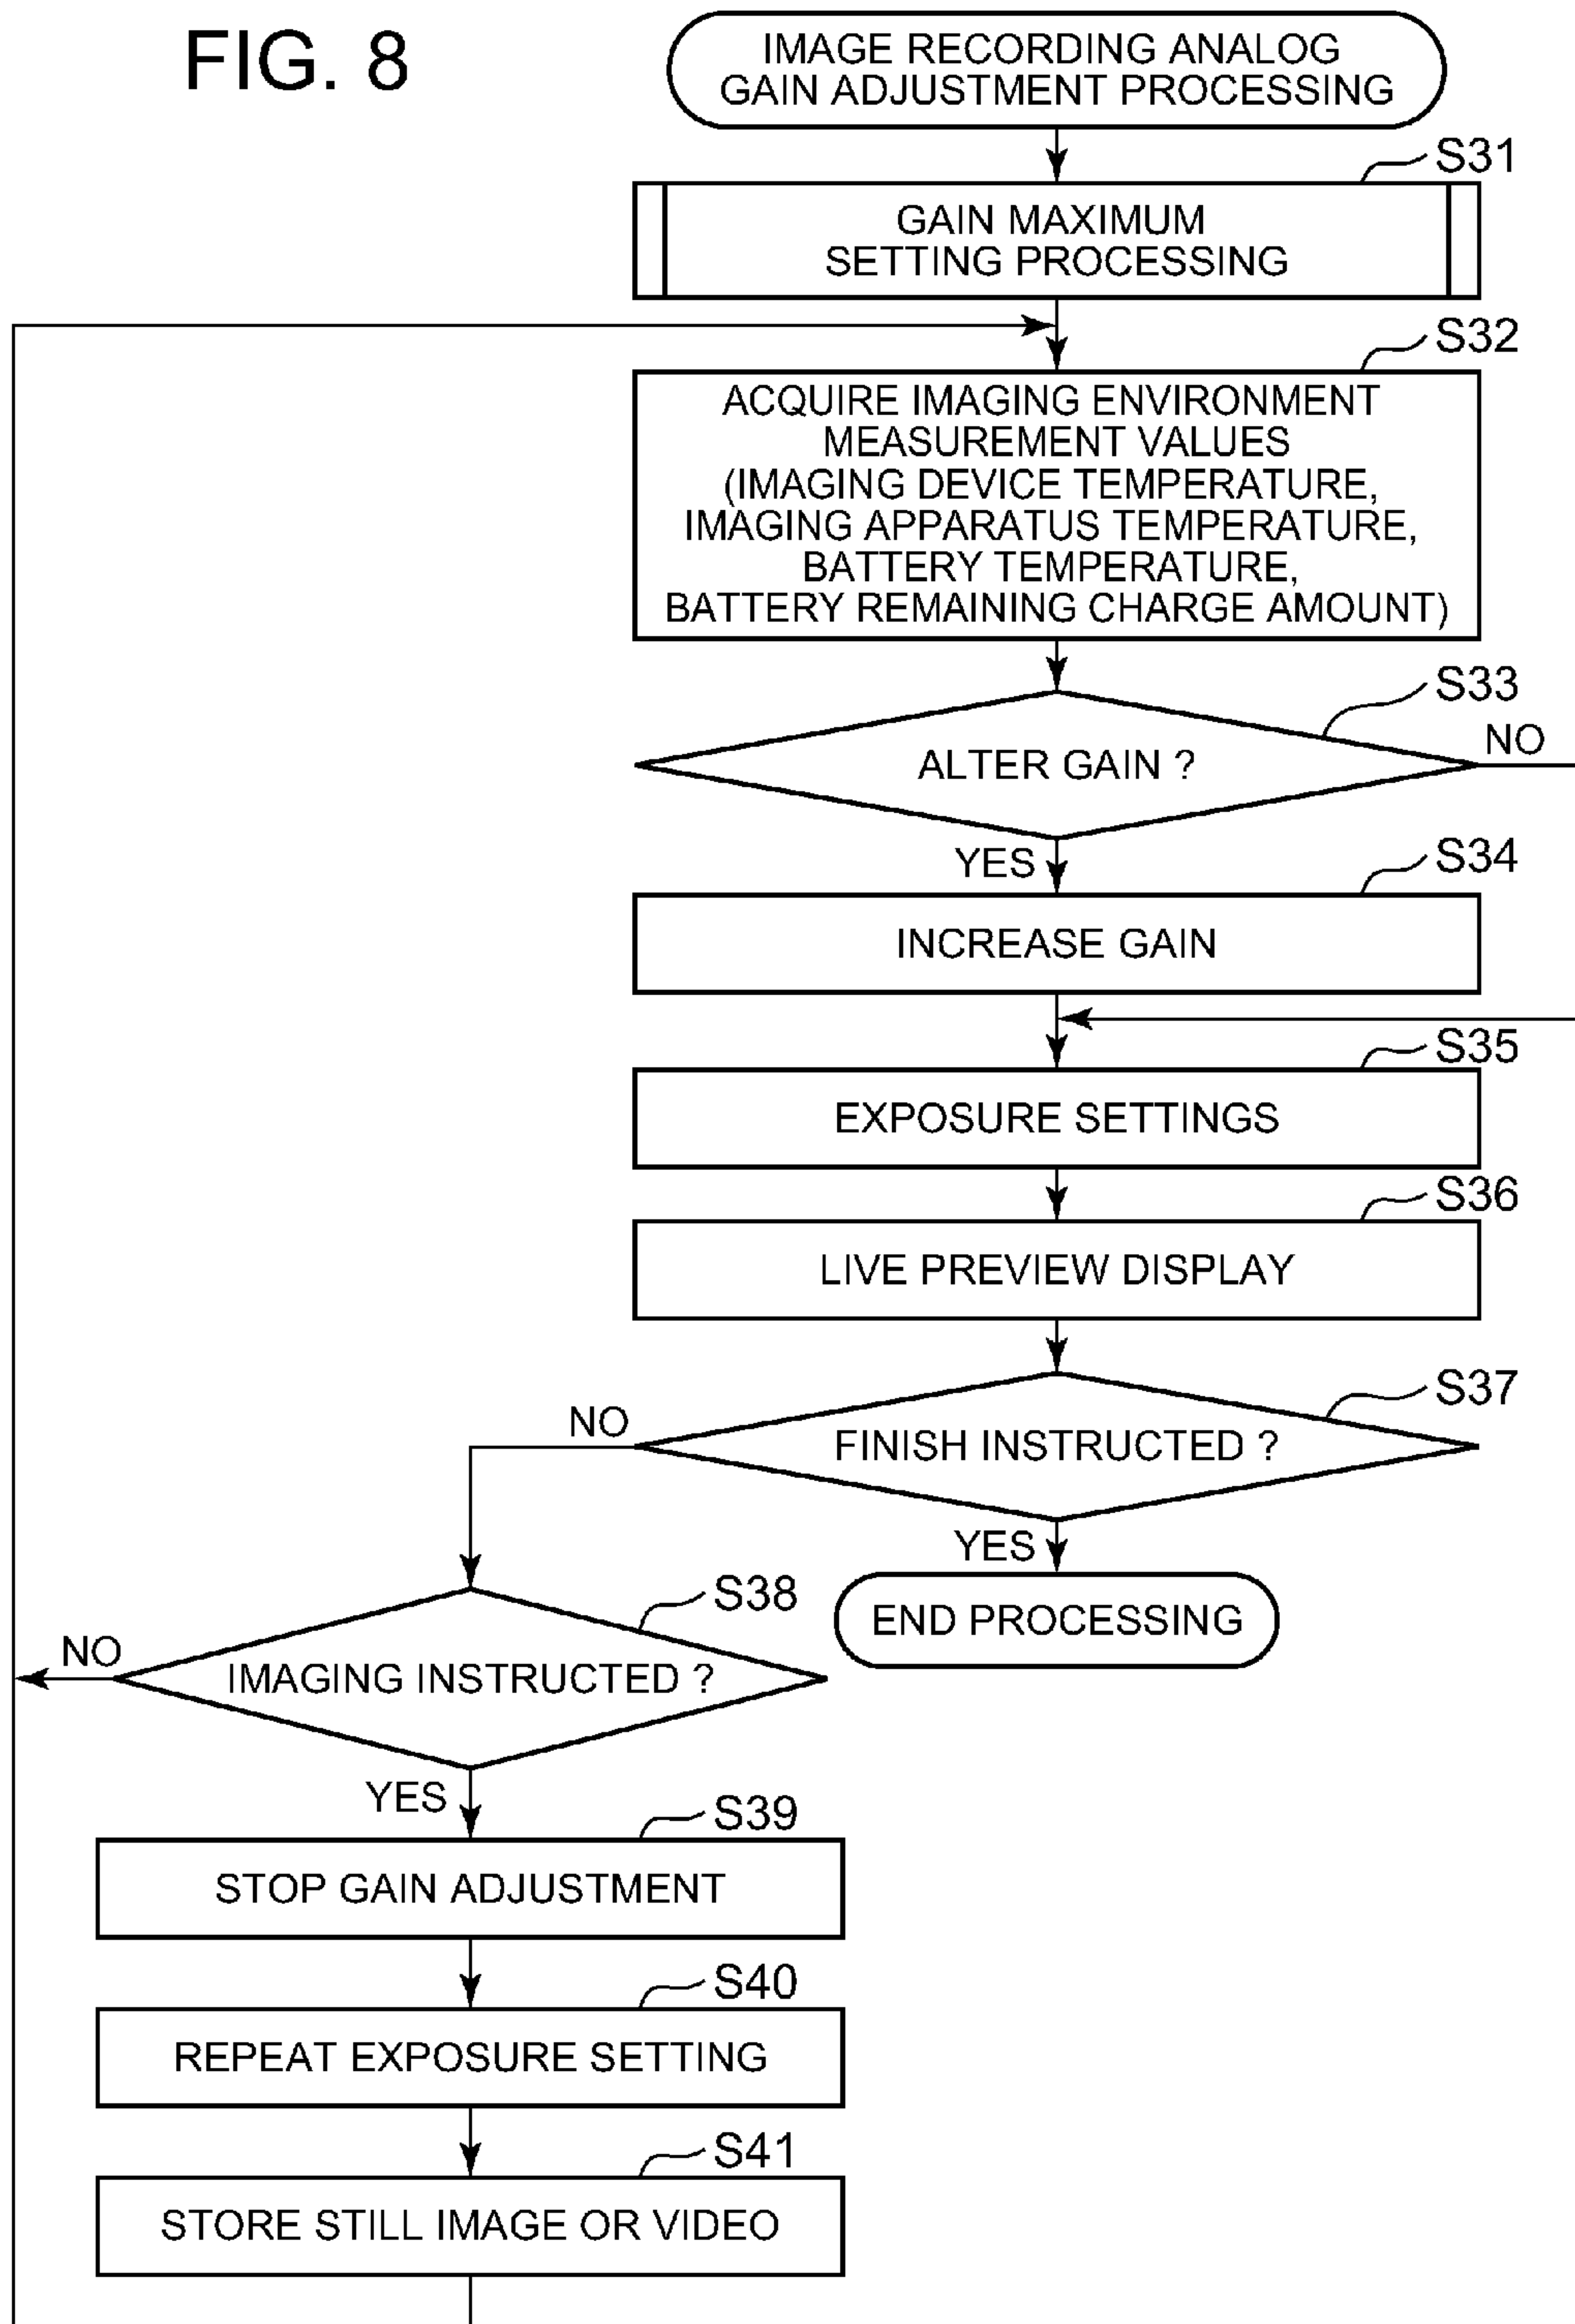 FIG. 8
IMAGE RECORDING ANALOG
GAIN ADJUSTMENT PROCESSING
S31
GAIN MAXIMUM
SETTING PROCESSING
S32
ACQUIRE IMAGING ENVIRONMENT
MEASUREMENT VALUES
(IMAGING DEVICE TEMPERATURE,
IMAGING APPARATUS TEMPERATURE,
BATTERY TEMPERATURE,
BATTERY REMAINING CHARGE AMOUNT)
S33
ALTER GAIN ?
NO
YES
S34
INCREASE GAIN
S35
EXPOSURE SETTINGS
S36
LIVE PREVIEW DISPLAY
S37
FINISH INSTRUCTED ?
NO
YES
END PROCESSING
S38
IMAGING INSTRUCTED ?
NO
YES
S39
STOP GAIN ADJUSTMENT
S40
REPEAT EXPOSURE SETTING
S41
STORE STILL IMAGE OR VIDEO